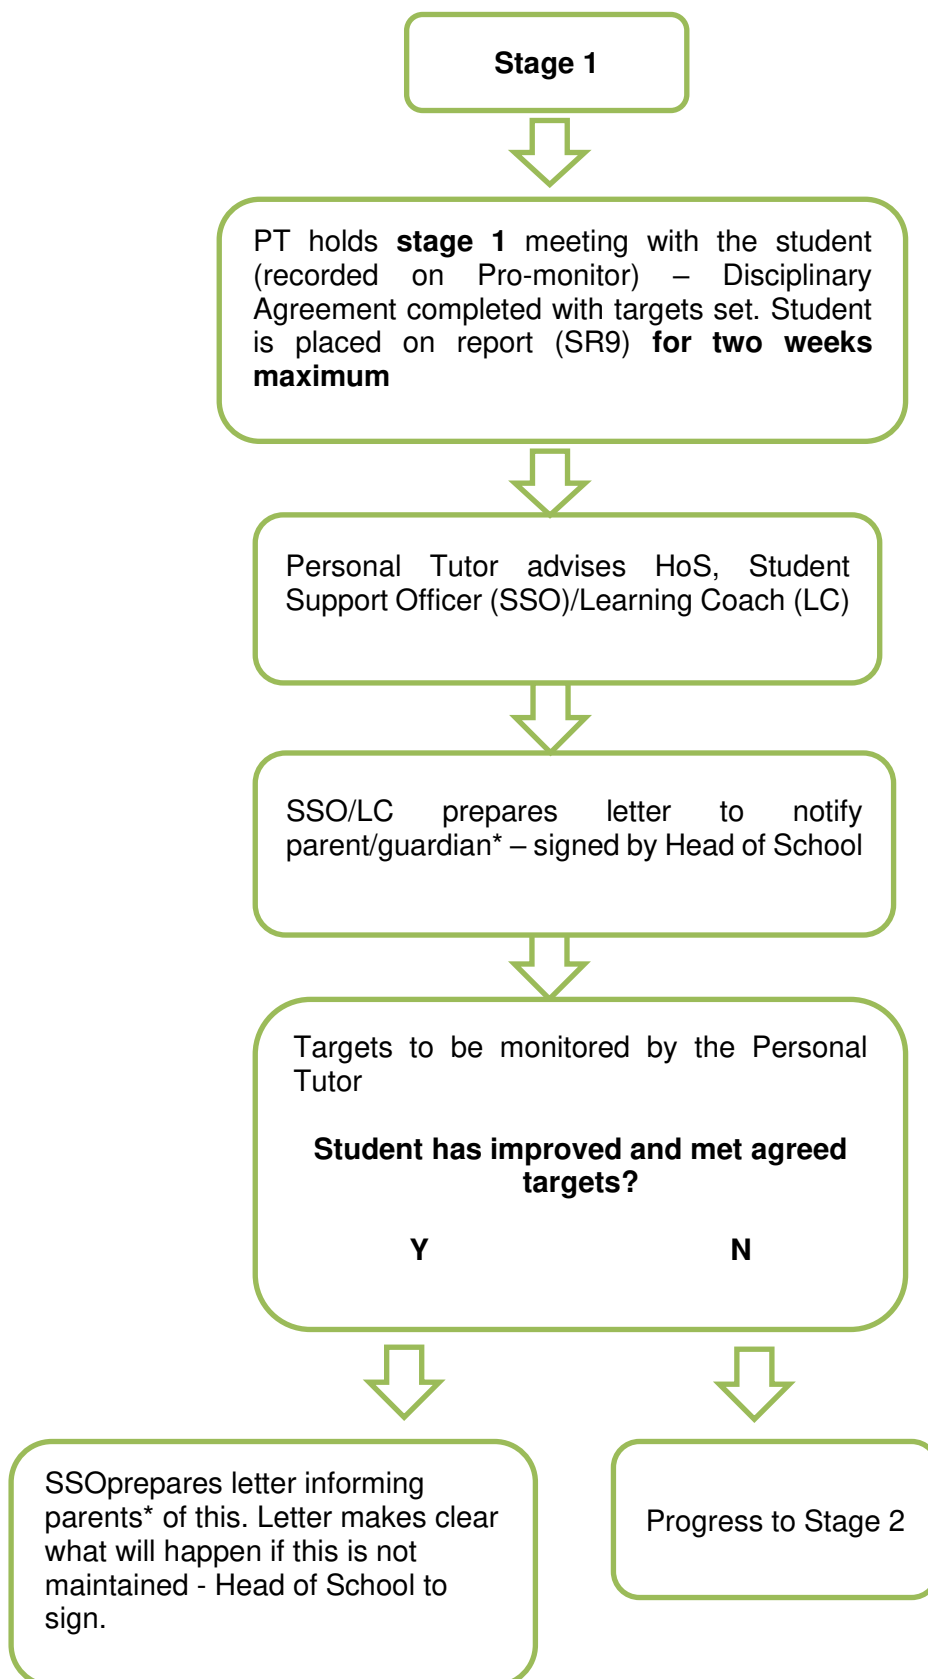 Stage 1
PT holds stage 1 meeting with the student
(recorded on Pro-monitor) – Disciplinary
Agreement completed with targets set. Student
is placed on report (SR9) for two weeks
maximum
Personal Tutor advises HoS, Student
Support Officer (SSO)/Learning Coach (LC)
SSO/LC prepares letter to notify
parent/guardian* – signed by Head of School
Targets to be monitored by the Personal
Tutor
Student has improved and met agreed
targets?
Y N
SSOprepares letter informing
parents* of this. Letter makes clear
what will happen if this is not
maintained - Head of School to
sign.
Progress to Stage 2